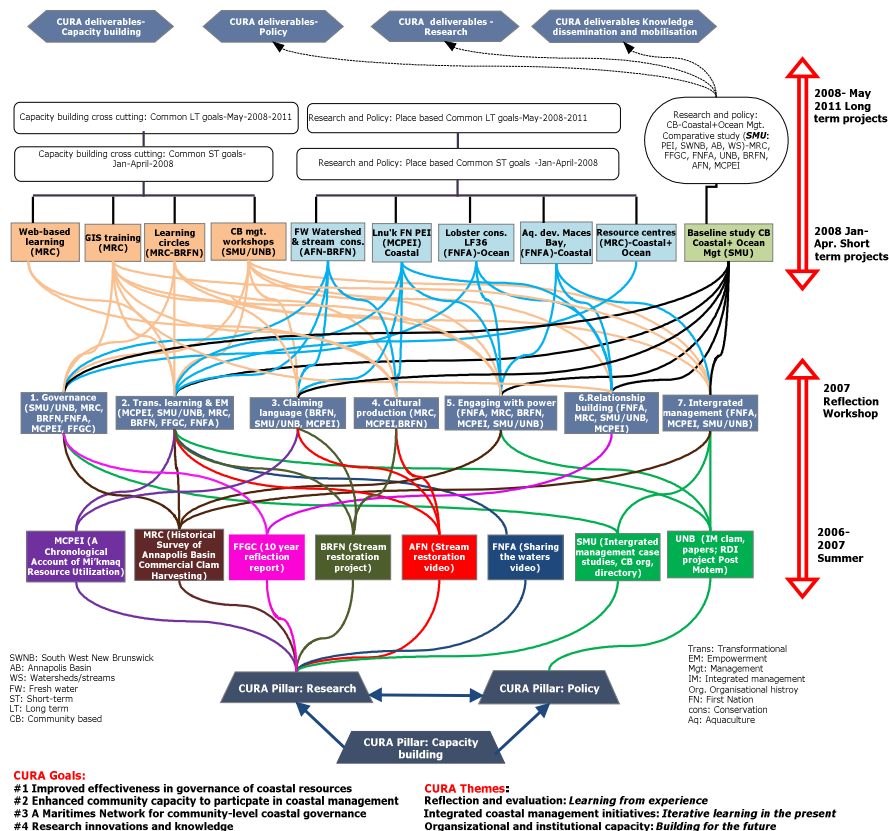 CURA deliverables-
Capacity building
CURA deliverables-
Policy
CURA  deliverables -
Research
CURA deliverables Knowledge
dissemination and mobilisation
2008- May
2011 Long
term projects
Capacity building cross cutting: Common LT goals-May-2008-2011
Research and Policy: Place based Common LT goals-May-2008-2011
Research and policy:
CB-Coastal+Ocean Mgt.
Comparative study (SMU:
PEI, SWNB, AB, WS)-MRC,
FFGC, FNFA, UNB, BRFN,
AFN, MCPEI
Capacity building cross cutting: Common ST goals-
Jan-April-2008
Research and Policy: Place based Common ST goals  -Jan-April-2008
Web-based
learning
(MRC)
GIS training
(MRC)
Learning
circles
(MRC-BRFN)
CB mgt.
workshops
(SMU/UNB)
FW Watershed
& stream  cons.
(AFN-BRFN)
Lnu'k FN PEI
(MCPEI)
Coastal
Lobster cons.
LF36
(FNFA)-Ocean
Aq. dev. Maces
Bay,
(FNFA)-Coastal
Resource centres
(MRC)-Coastal+
Ocean
Baseline study CB
Coastal+ Ocean
Mgt (SMU)
2008 Jan-
Apr. Short
term projects
1. Governance
(SMU/UNB, MRC,
BRFN,FNFA,
MCPEI, FFGC)
2. Trans. learning & EM
(MCPEI, SMU/UNB, MRC,
BRFN, FFGC, FNFA)
3. Claiming
language (BRFN,
SMU/UNB, MCPEI)
4. Cultural
production (MRC,
MCPEI,BRFN)
5. Engaging with power
(FNFA, MRC, BRFN,
MCPEI, SMU/UNB)
6.Relationship
building (FNFA,
MRC, SMU/UNB,
MCPEI)
7. Intergrated
management (FNFA,
MCPEI, SMU/UNB)
2007
Reflection
Workshop
MCPEI (A
Chronological
Account of Mi'kmaq
Resource Utilization)
MRC (Historical
Survey of
Annapolis Basin
Commercial Clam
Harvesting)
FFGC (10 year
reflection
report)
BRFN (Stream
restoration
project)
AFN (Stream
restoration
video)
FNFA (Sharing
the waters
video)
SMU (Intergrated
management case
studies, CB org,
directory)
UNB  (IM clam,
papers; RDI
project Post
Motem)
2006-
2007
Summer
SWNB: South West New Brunswick
AB: Annapolis Basin
WS: Watersheds/streams
FW: Fresh water
ST: Short-term
LT: Long term
CB: Community based
CURA Pillar: Research
CURA Pillar: Policy
CURA Pillar: Capacity
building
Trans: Transformational
EM: Empowerment
Mgt: Management
IM: Integrated management
Org. Organisational histroy
FN: First Nation
cons: Conservation
Aq: Aquaculture
CURA Goals:
#1 Improved effectiveness in governance of coastal resources
#2 Enhanced community capacity to particpate in coastal management
#3 A Maritimes Network for community-level coastal governance
#4 Research innovations and knowledge
CURA Themes:
Reflection and evaluation: Learning from experience
Integrated coastal management initiatives: Iterative learning in the present
Organizational and institutional capacity: Building for the future